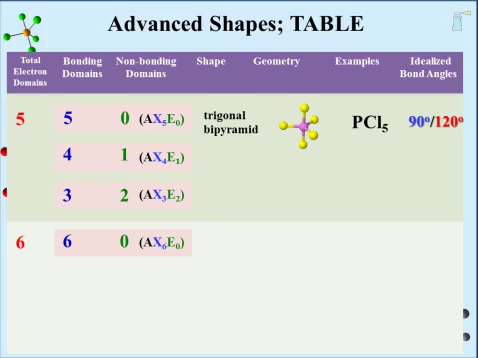 Advanced Shapes; TABLE
Total Electron Domains Bonding Domains Non-bonding Domains Shape Geometry Examples Idealized Bond Angles
5 5 0 (AX₅E₀) trigonal bipyramid PCl₅ 90º/120º
4 1 (AX₄E₁)
3 2 (AX₃E₂)
6 6 0 (AX₆E₀)